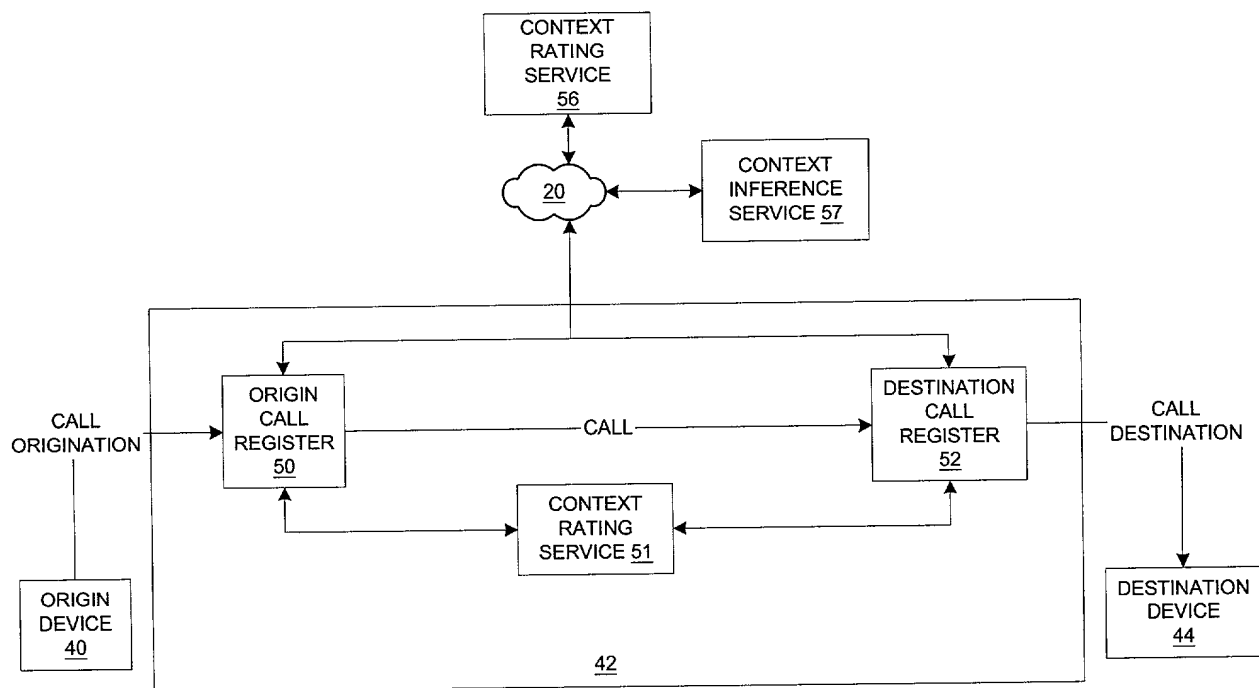 CONTEXT
RATING
SERVICE
56
20
CONTEXT
INFERENCE
SERVICE 57
ORIGIN
CALL
REGISTER
50
DESTINATION
CALL
REGISTER
52
CALL
ORIGINATION
CALL
CALL
DESTINATION
CONTEXT
RATING
SERVICE 51
ORIGIN
DEVICE
40
DESTINATION
DEVICE
44
42